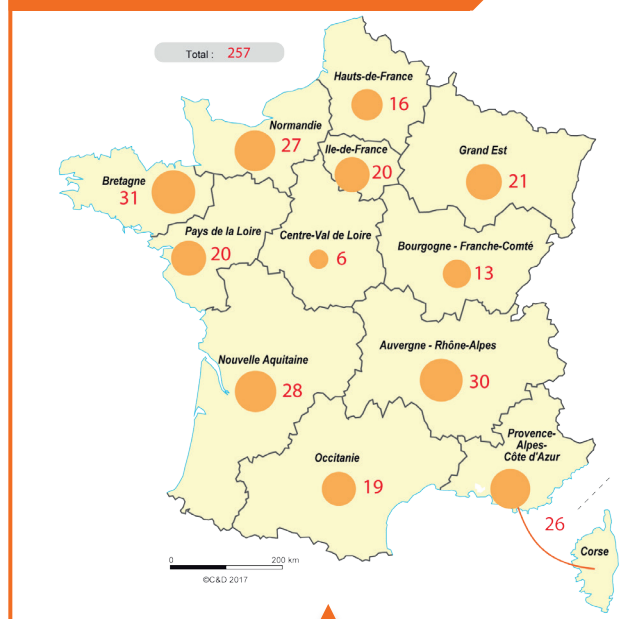 Total : 257
Hauts-de-France
16
Normandie
27
Ile-de-France
20
Grand Est
21
Bretagne
31
Pays de la Loire
20
Centre-Val de Loire
6
Bourgogne - Franche-Comté
13
Auvergne - Rhône-Alpes
30
Nouvelle Aquitaine
28
Provence-
Alpes-
Côte d'Azur
Occitanie
19
26
Corse
0 200 km
©C&D 2017